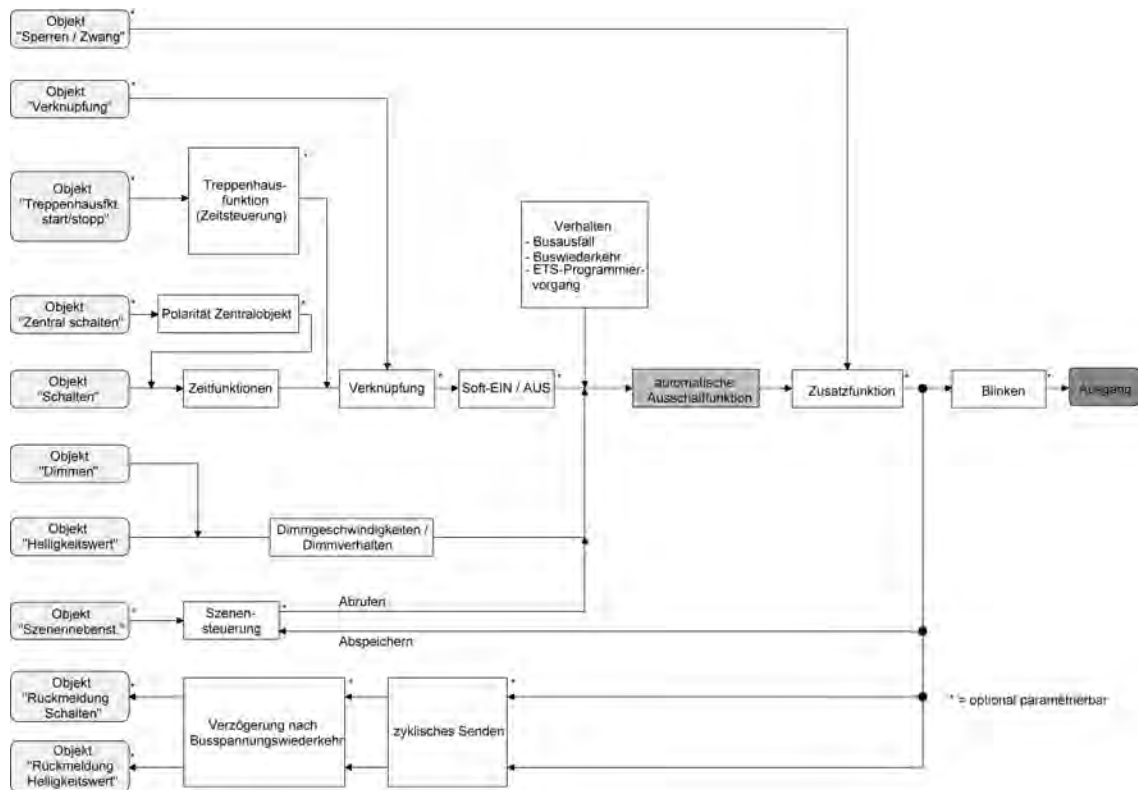 Objekt
"Sperren / Zwang"
*
Objekt
"Verknüpfung"
*
Objekt
"Treppenhausfkt.
start/stopp"
*
Treppenhaus-
funktion
(Zeitsteuerung)
*
Verhalten
- Busausfall
- Buswiederkehr
- ETS-Programmier-
vorgang
Objekt
"Zentral schalten"
*
Polarität Zentralobjekt
*
Objekt
"Schalten"
Zeitfunktionen
Verknüpfung
*
Soft-EIN / AUS
*
automatische
Ausschaltfunktion
Zusatzfunktion
*
Blinken
*
Ausgang
Objekt
"Dimmen"
Objekt
"Helligkeitswert"
Dimmgeschwindigkeiten /
Dimmverhalten
Objekt
"Szenennebenst."
*
Szenen-
steuerung
*
Abrufen
Abspeichern
Objekt
"Rückmeldung
Schalten"
*
Verzögerung nach
Busspannungswiederkehr
*
zyklisches Senden
*
* = optional parametrierbar
Objekt
"Rückmeldung
Helligkeitswert"
*